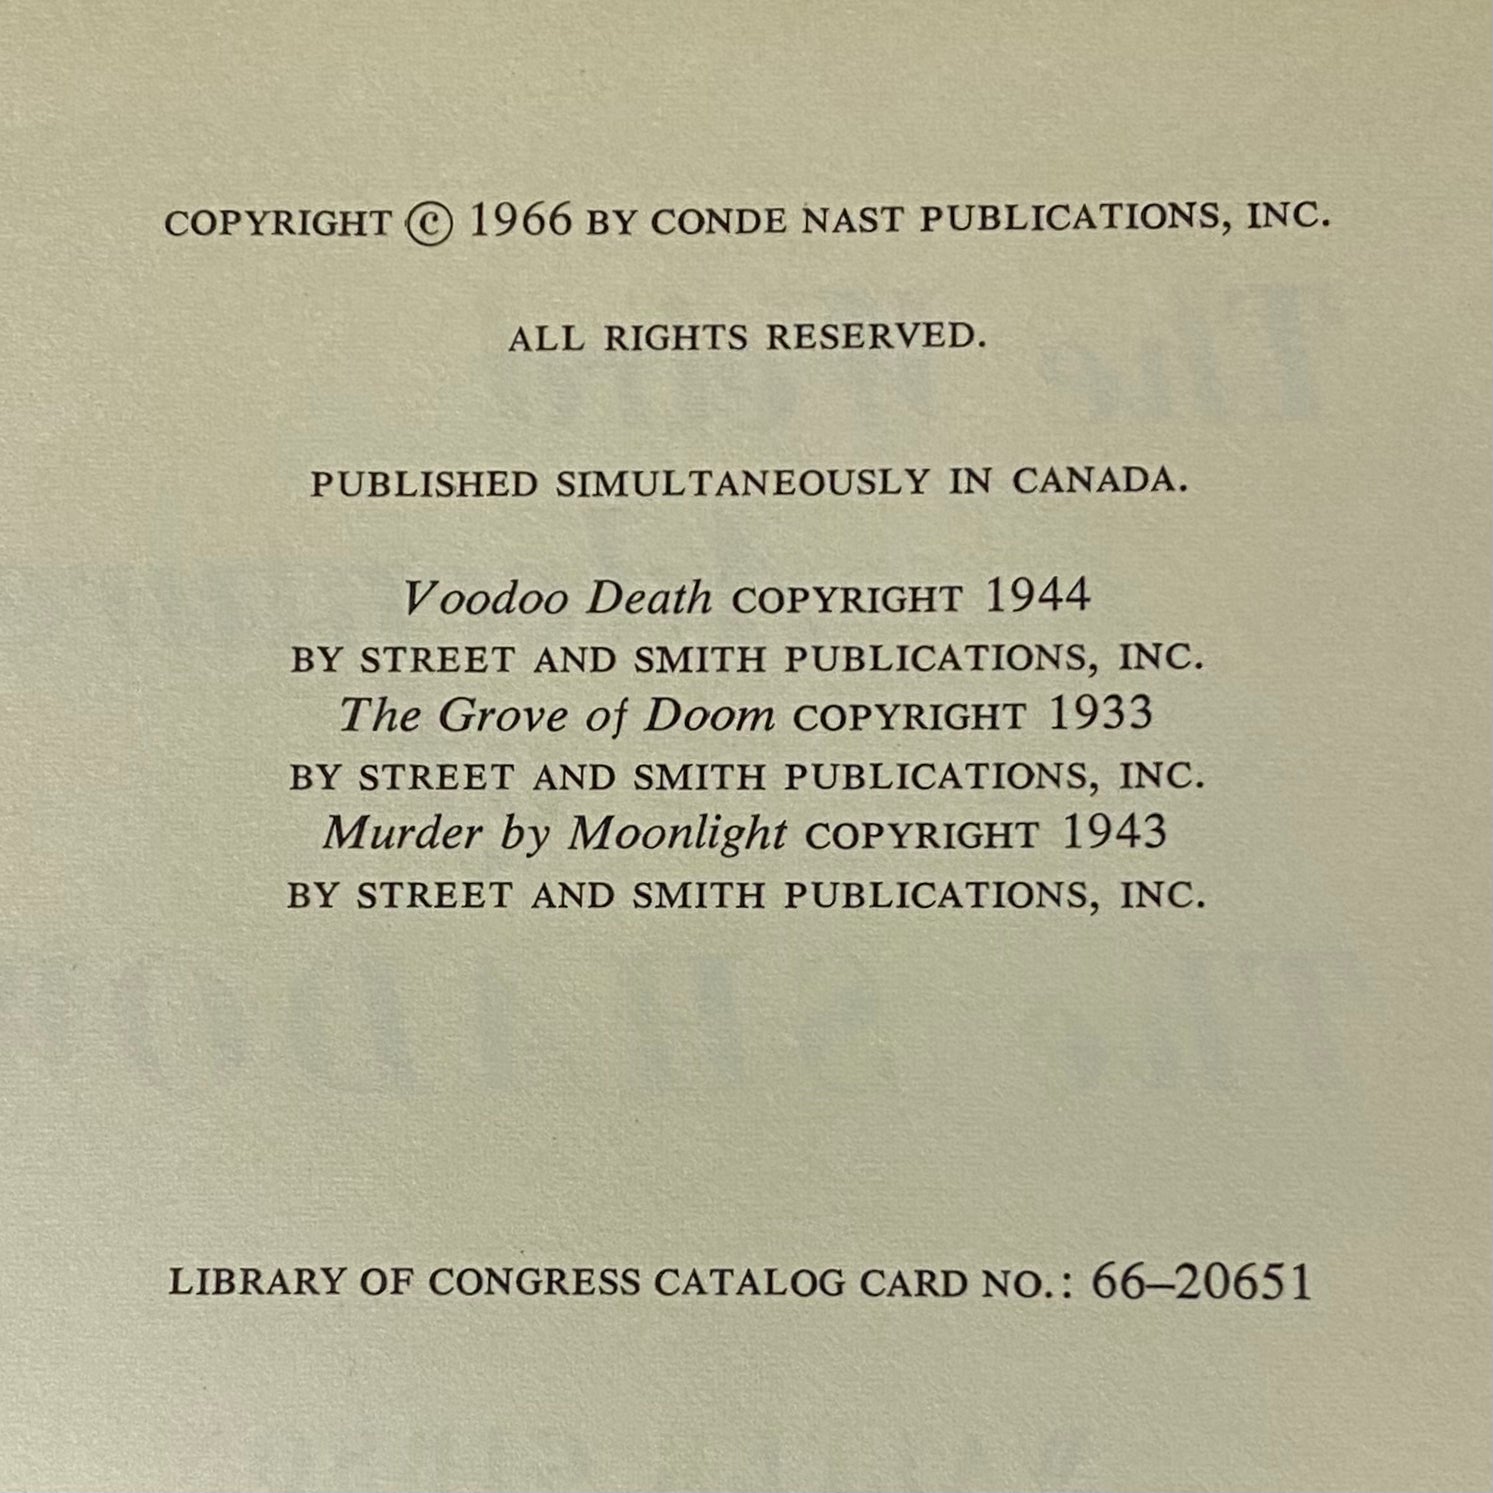 COPYRIGHT © 1966 BY CONDE NAST PUBLICATIONS, INC.
ALL RIGHTS RESERVED.
PUBLISHED SIMULTANEOUSLY IN CANADA.
Voodoo Death COPYRIGHT 1944
BY STREET AND SMITH PUBLICATIONS, INC.
The Grove of Doom COPYRIGHT 1933
BY STREET AND SMITH PUBLICATIONS, INC.
Murder by Moonlight COPYRIGHT 1943
BY STREET AND SMITH PUBLICATIONS, INC.
LIBRARY OF CONGRESS CATALOG CARD NO.: 66–20651